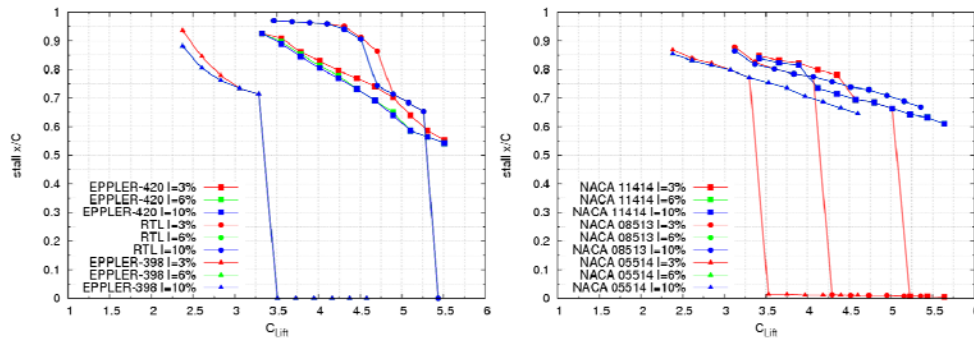 1
0.9
0.8
0.7
0.6
0.5
0.4
0.3
0.2
0.1
0
stall x/C
EPPLER-420 I=3%
EPPLER-420 I=6%
EPPLER-420 I=10%
RTL I=3%
RTL I=6%
RTL I=10%
EPPLER-398 I=3%
EPPLER-398 I=6%
EPPLER-398 I=10%
1 1.5 2 2.5 3 3.5 4 4.5 5 5.5 6
C_Lift
1
0.9
0.8
0.7
0.6
0.5
0.4
0.3
0.2
0.1
0
stall x/C
NACA 11414 I=3%
NACA 11414 I=6%
NACA 11414 I=10%
NACA 08513 I=3%
NACA 08513 I=6%
NACA 08513 I=10%
NACA 05514 I=3%
NACA 05514 I=6%
NACA 05514 I=10%
1 1.5 2 2.5 3 3.5 4 4.5 5 5.5 6
C_Lift